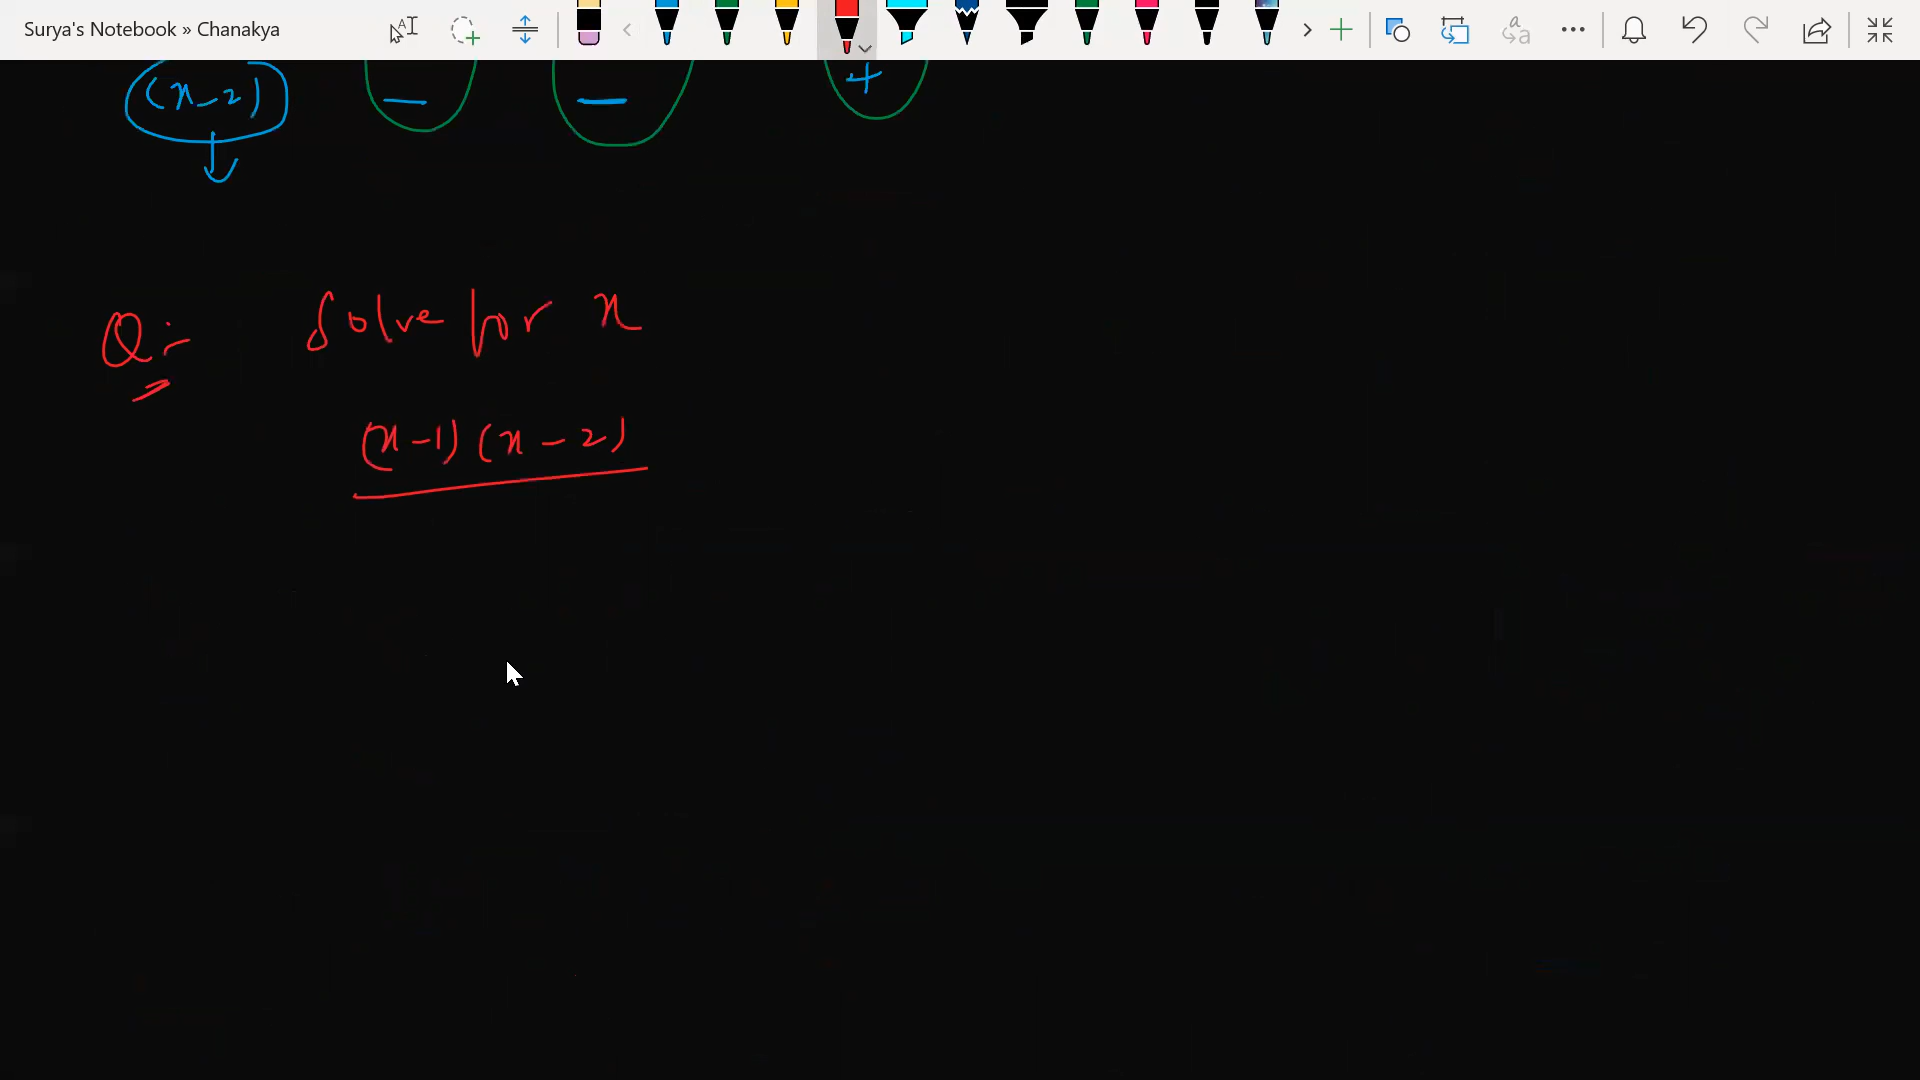 Surya's Notebook » Chanakya
(x-2) — — +
Q:- Solve for x
(x-1) (x-2)